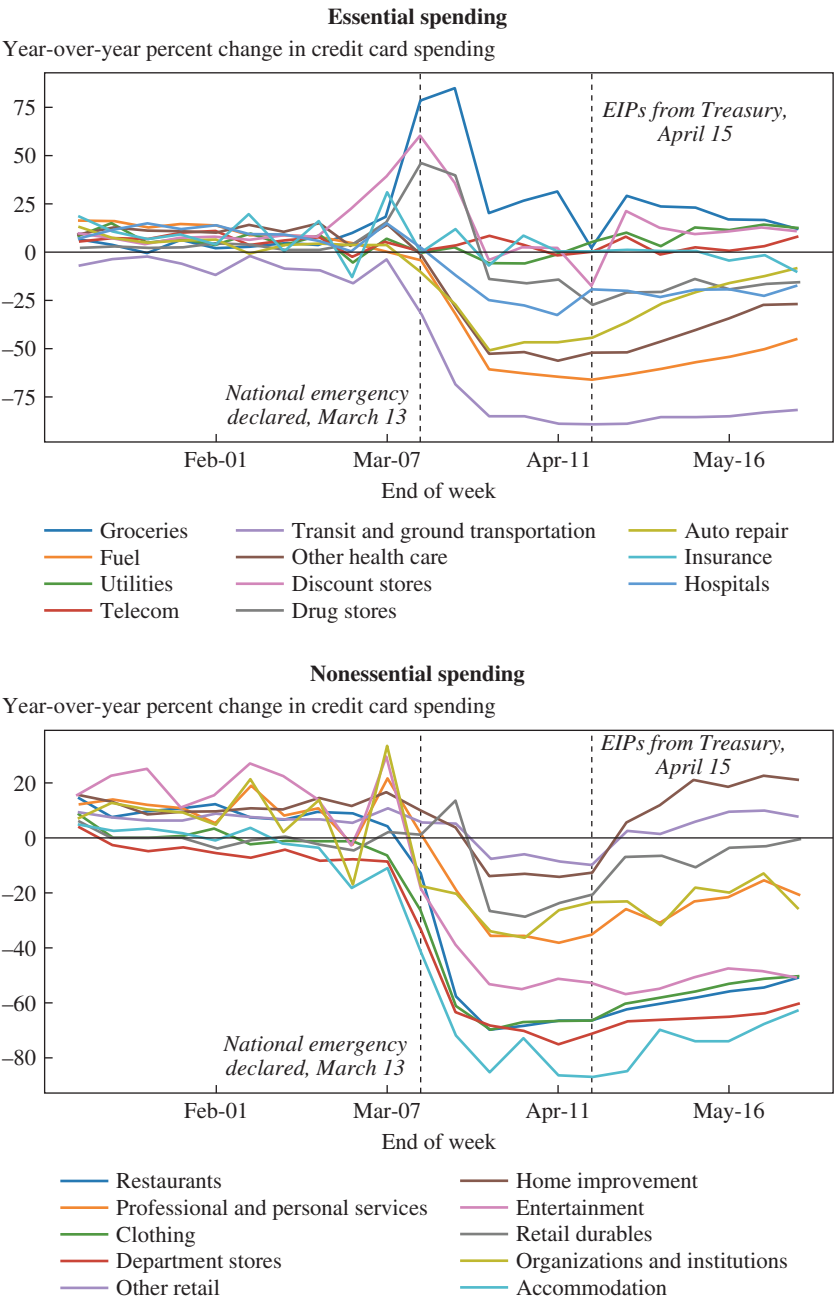 Essential spending
Year-over-year percent change in credit card spending
75
50
25
0
–25
–50
–75
EIPs from Treasury,
April 15
National emergency
declared, March 13
Feb-01
Mar-07
Apr-11
May-16
End of week
Groceries
Fuel
Utilities
Telecom
Transit and ground transportation
Other health care
Discount stores
Drug stores
Auto repair
Insurance
Hospitals
Nonessential spending
Year-over-year percent change in credit card spending
20
0
–20
–40
–60
–80
EIPs from Treasury,
April 15
National emergency
declared, March 13
Feb-01
Mar-07
Apr-11
May-16
End of week
Restaurants
Professional and personal services
Clothing
Department stores
Other retail
Home improvement
Entertainment
Retail durables
Organizations and institutions
Accommodation